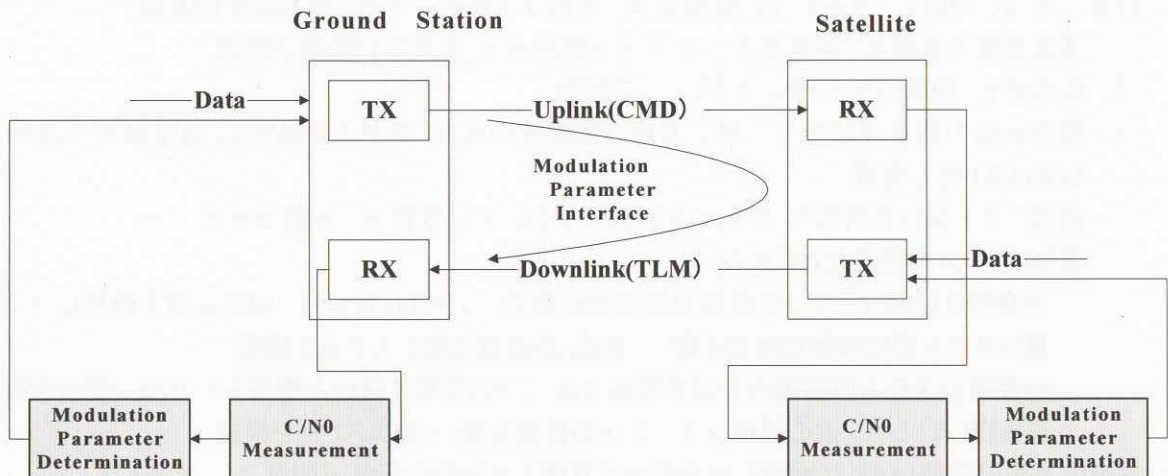 Ground Station
Satellite
Data
TX
Uplink(CMD)
RX
Modulation
Parameter
Interface
RX
Downlink(TLM)
TX
Data
Modulation
Parameter
Determination
C/N0
Measurement
C/N0
Measurement
Modulation
Parameter
Determination